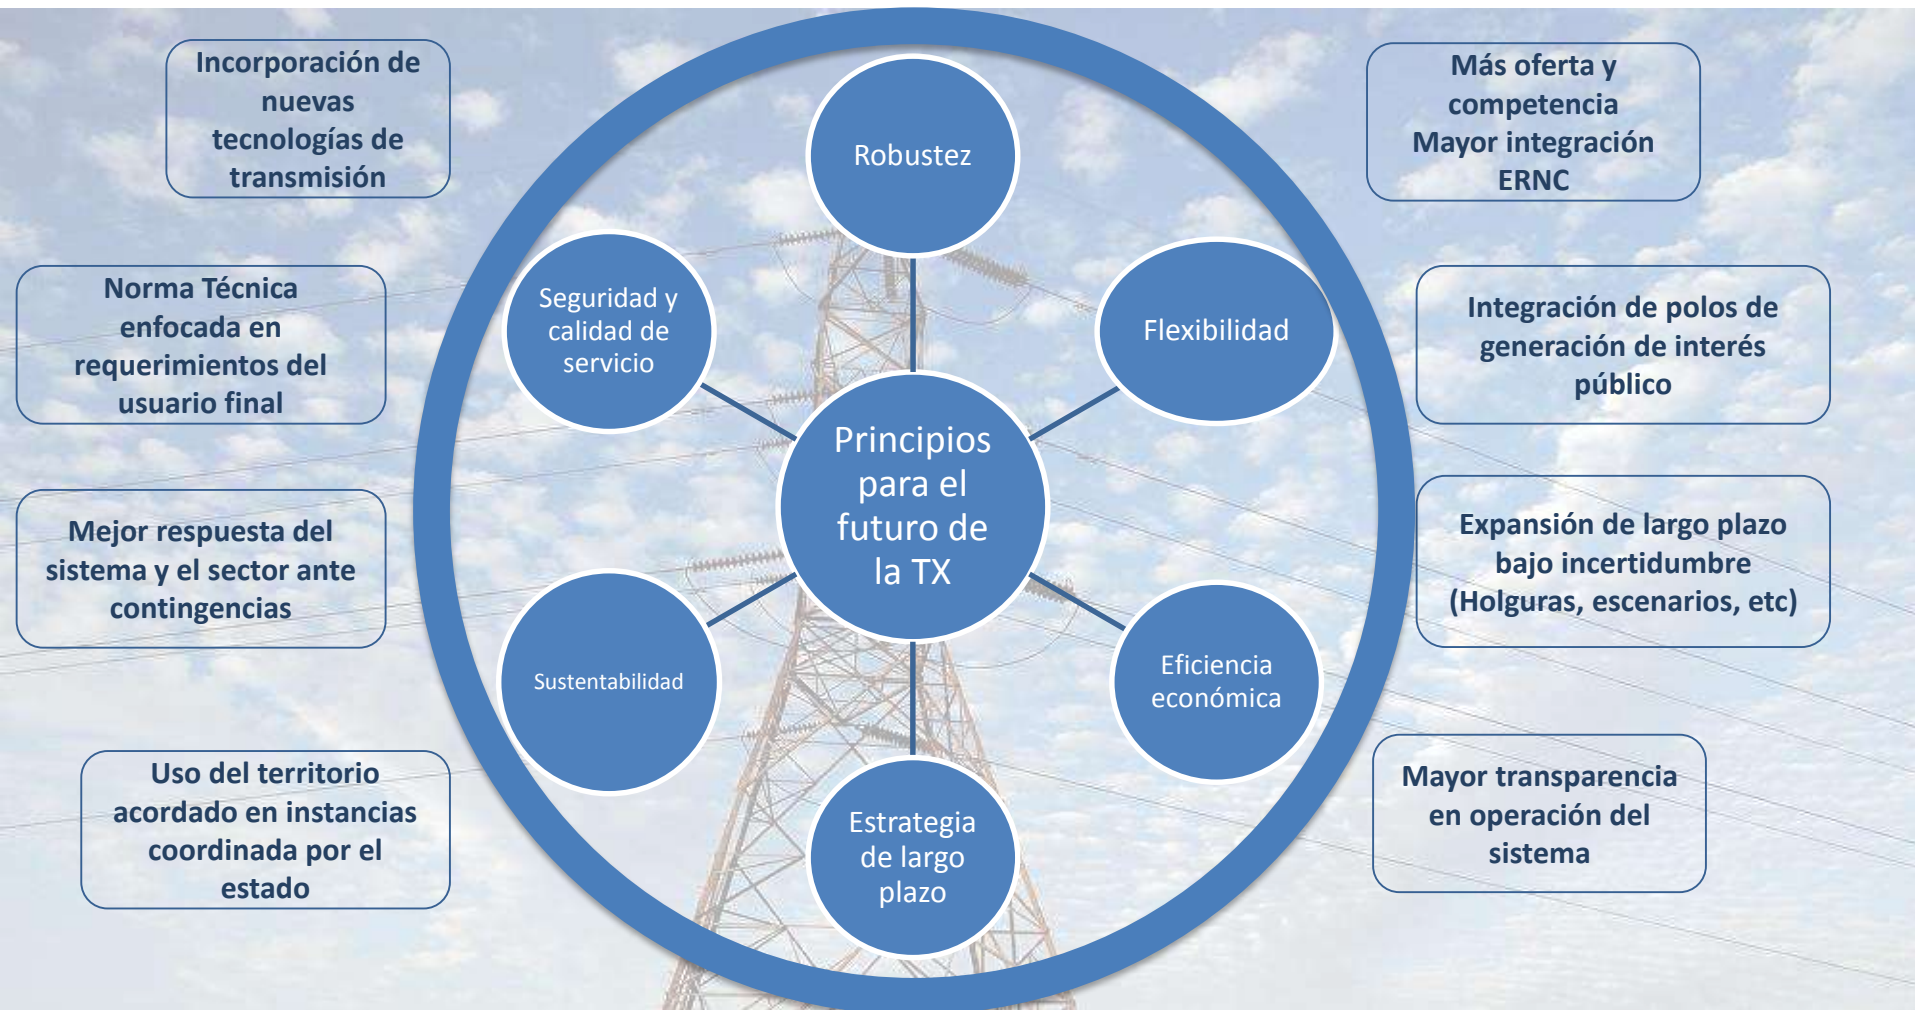 Incorporación de
nuevas
tecnologías de
transmisión
Norma Técnica
enfocada en
requerimientos del
usuario final
Mejor respuesta del
sistema y el sector ante
contingencias
Uso del territorio
acordado en instancias
coordinada por el
estado
Robustez
Seguridad y
calidad de
servicio
Flexibilidad
Principios
para el
futuro de
la TX
Sustentabilidad
Eficiencia
económica
Estrategia
de largo
plazo
Más oferta y
competencia
Mayor integración
ERNC
Integración de polos de
generación de interés
público
Expansión de largo plazo
bajo incertidumbre
(Holguras, escenarios, etc)
Mayor transparencia
en operación del
sistema